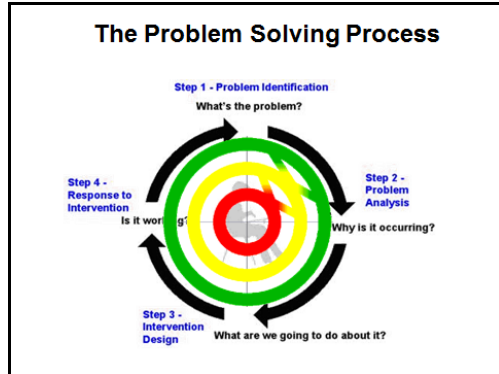 The Problem Solving Process
Step 1 - Problem Identification
What's the problem?
Step 2 -
Problem
Analysis
Why is it occurring?
Step 3 -
Intervention
Design
What are we going to do about it?
Step 4 -
Response to
Intervention
Is it working?